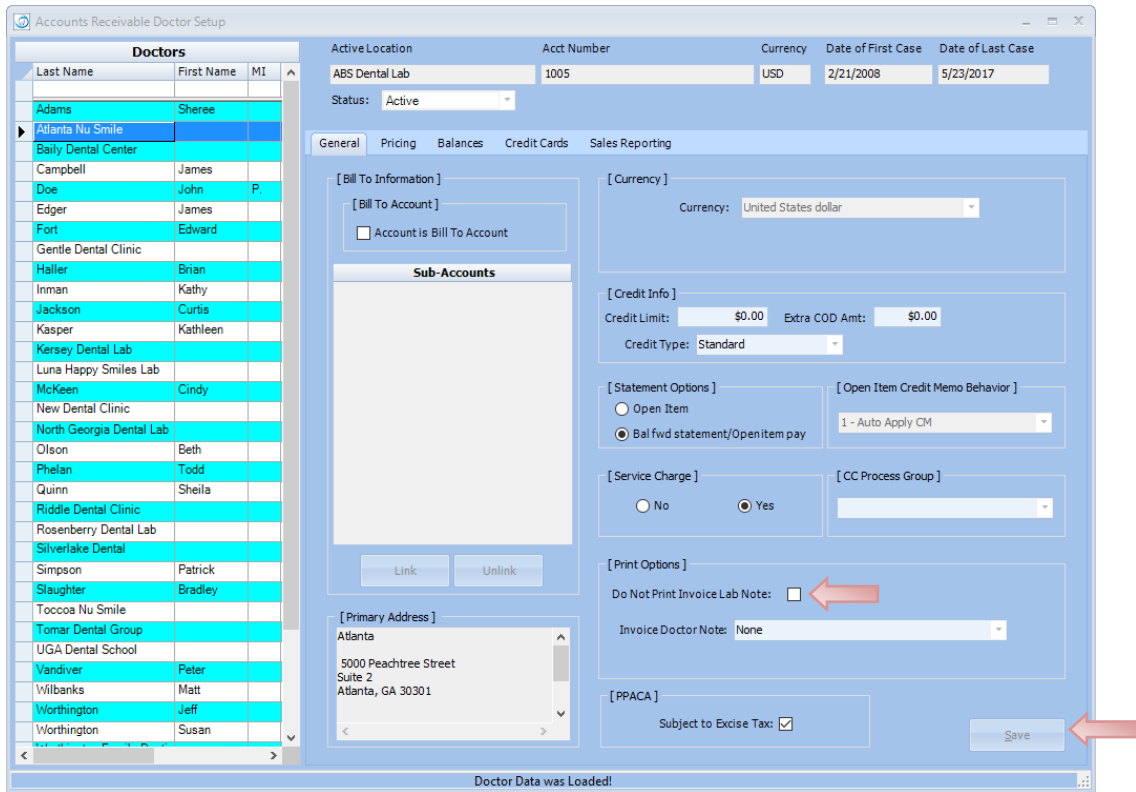 Accounts Receivable Doctor Setup
Doctors
Last Name First Name MI
Adams Sheree
Atlanta Nu Smile
Baily Dental Center
Campbell James
Doe John P.
Edger James
Fort Edward
Gentle Dental Clinic
Haller Brian
Inman Kathy
Jackson Curtis
Kasper Kathleen
Kersey Dental Lab
Luna Happy Smiles Lab
McKeen Cindy
New Dental Clinic
North Georgia Dental Lab
Olson Beth
Phelan Todd
Quinn Sheila
Riddle Dental Clinic
Rosenberry Dental Lab
Silverlake Dental
Simpson Patrick
Slaughter Bradley
Toccoa Nu Smile
Tomar Dental Group
UGA Dental School
Vandiver Peter
Wilbanks Matt
Worthington Jeff
Worthington Susan
Active Location Acct Number Currency Date of First Case Date of Last Case
ABS Dental Lab 1005 USD 2/21/2008 5/23/2017
Status: Active
General Pricing Balances Credit Cards Sales Reporting
[ Bill To Information ]
[ Bill To Account ]
Account is Bill To Account
Sub-Accounts
Link Unlink
[ Primary Address ]
Atlanta
5000 Peachtree Street
Suite 2
Atlanta, GA 30301
[ Currency ]
Currency: United States dollar
[ Credit Info ]
Credit Limit: $0.00 Extra COD Amt: $0.00
Credit Type: Standard
[ Statement Options ]
Open Item
Bal fwd statement/Openitem pay
[ Open Item Credit Memo Behavior ]
1 - Auto Apply CM
[ Service Charge ]
No Yes
[ CC Process Group ]
[ Print Options ]
Do Not Print Invoice Lab Note:
Invoice Doctor Note: None
[ PPACA ]
Subject to Excise Tax:
Save
Doctor Data was Loaded!